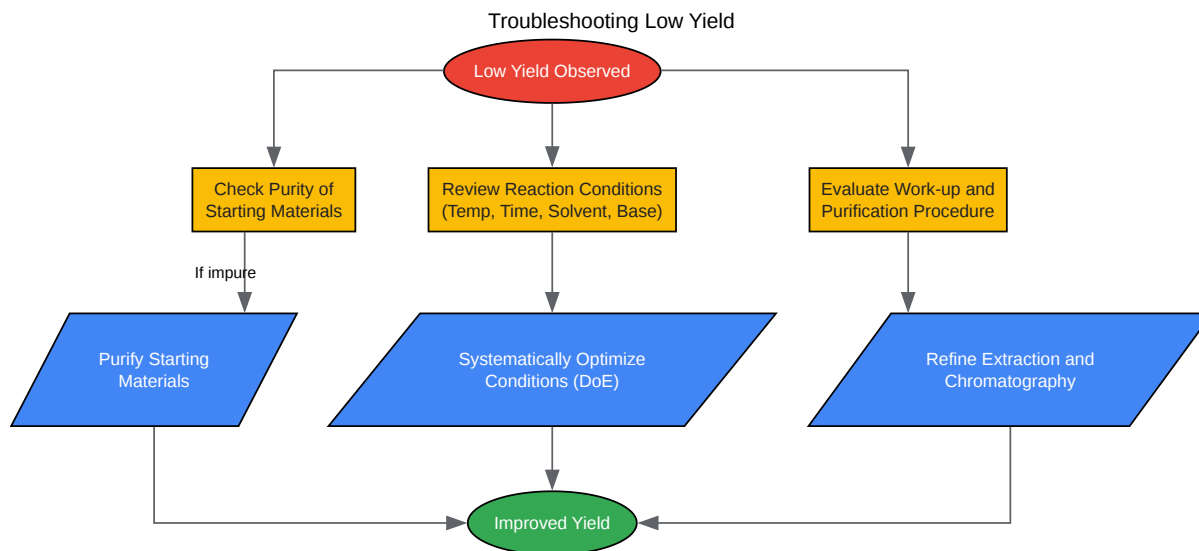 Troubleshooting Low Yield
Low Yield Observed
Check Purity of
Starting Materials
Review Reaction Conditions
(Temp, Time, Solvent, Base)
Evaluate Work-up and
Purification Procedure
If impure
Purify Starting
Materials
Systematically Optimize
Conditions (DoE)
Refine Extraction and
Chromatography
Improved Yield